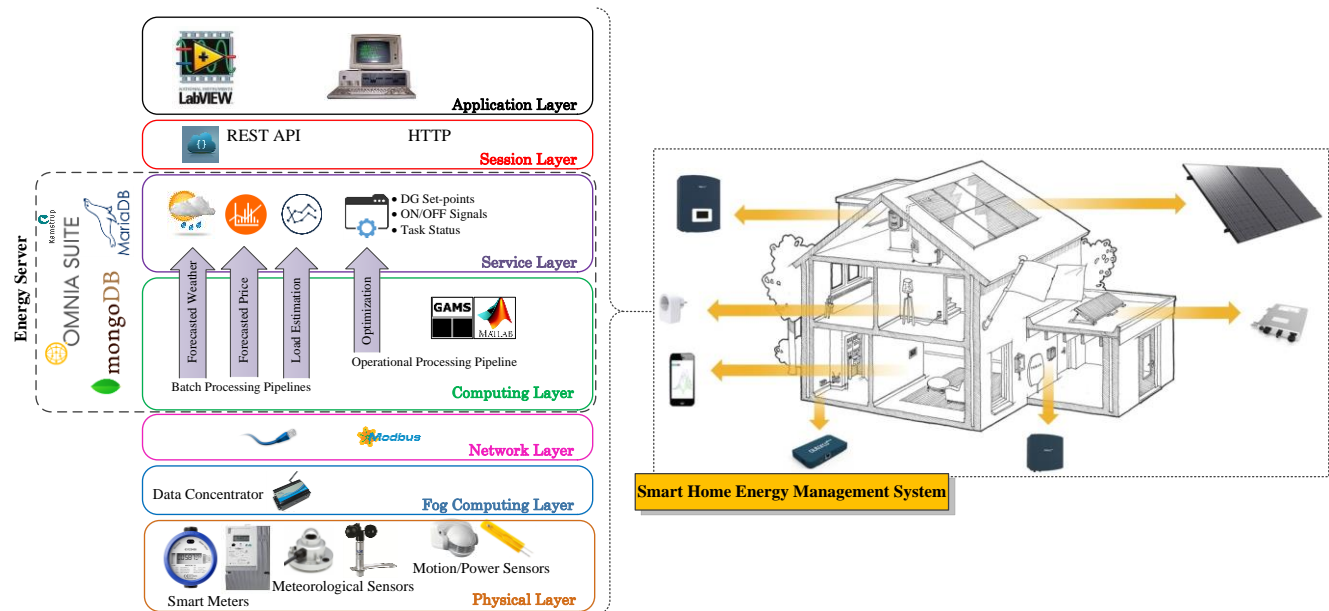 NATIONAL INSTRUMENTS
LabVIEW
Application Layer
{ }
REST API
HTTP
Session Layer
Energy Server
Kamstrup
OMNIA SUITE
MariaDB
mongoDB
• DG Set-points
• ON/OFF Signals
• Task Status
Service Layer
Forecasted Weather
Forecasted Price
Load Estimation
Optimization
GAMS
MATLAB
Operational Processing Pipeline
Batch Processing Pipelines
Computing Layer
Modbus
Network Layer
Data Concentrator
Fog Computing Layer
Motion/Power Sensors
Meteorological Sensors
Smart Meters
Physical Layer
Smart Home Energy Management System